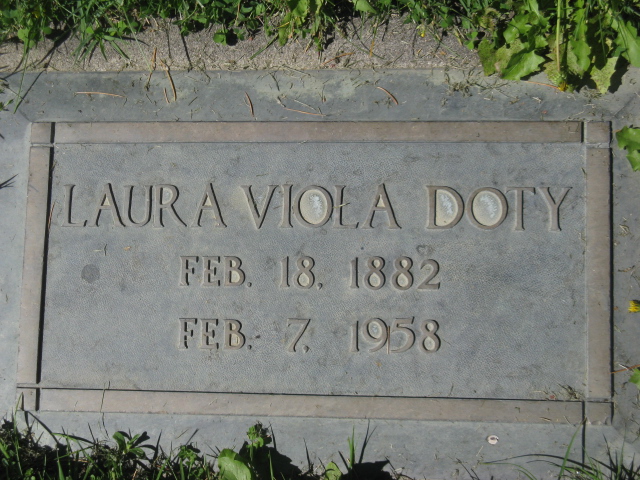 LAURA VIOLA DOTY
FEB. 18. 1882
FEB. 7. 1958